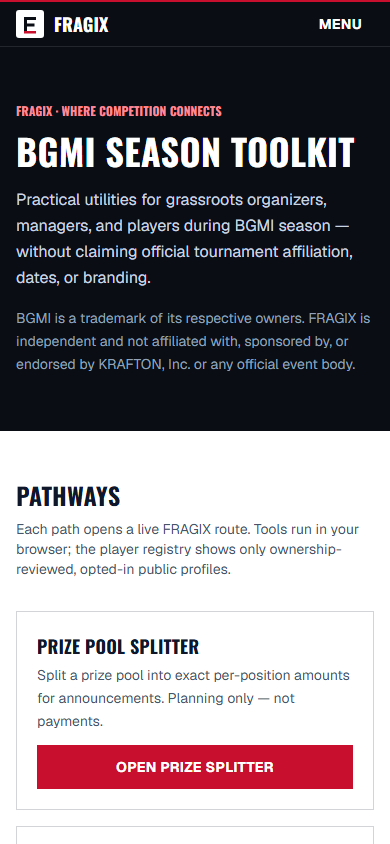 E FRAGIX MENU
FRAGIX · WHERE COMPETITION CONNECTS
BGMI SEASON TOOLKIT
Practical utilities for grassroots organizers,
managers, and players during BGMI season —
without claiming official tournament affiliation,
dates, or branding.
BGMI is a trademark of its respective owners. FRAGIX is
independent and not affiliated with, sponsored by, or
endorsed by KRAFTON, Inc. or any official event body.
PATHWAYS
Each path opens a live FRAGIX route. Tools run in your
browser; the player registry shows only ownership-
reviewed, opted-in public profiles.
PRIZE POOL SPLITTER
Split a prize pool into exact per-position amounts
for announcements. Planning only — not
payments.
OPEN PRIZE SPLITTER